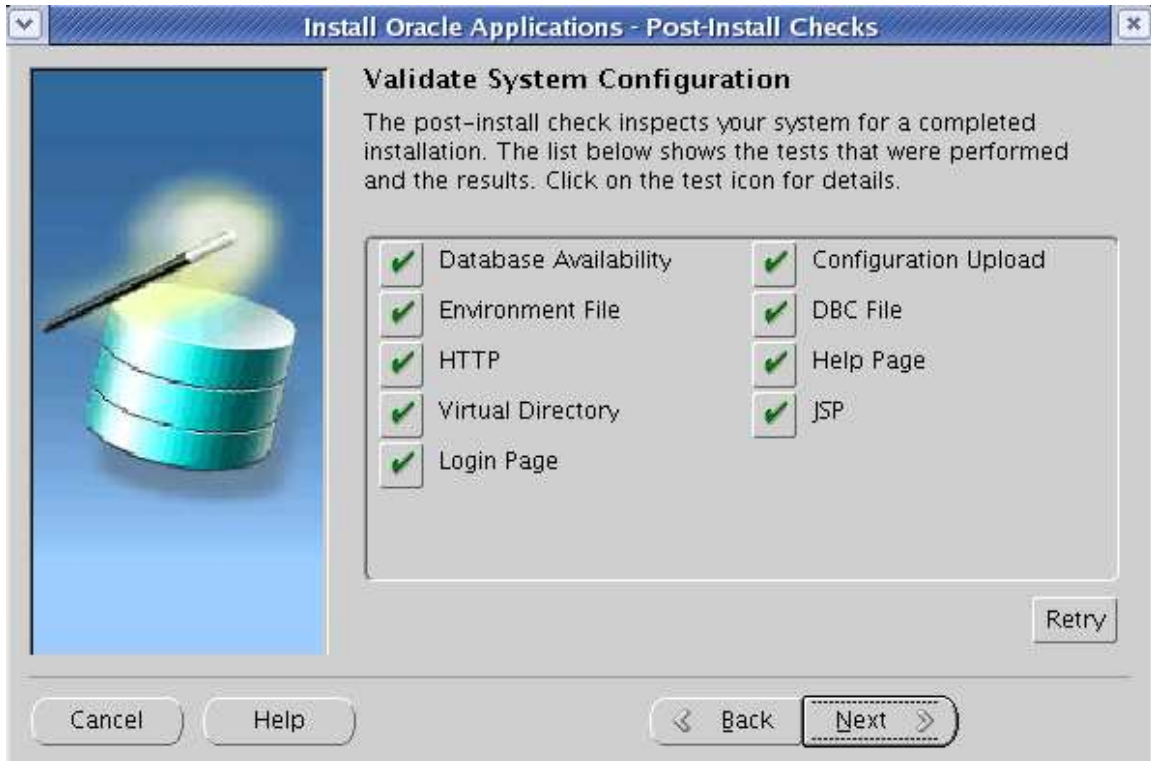 Install Oracle Applications - Post-Install Checks
Validate System Configuration
The post-install check inspects your system for a completed
installation. The list below shows the tests that were performed
and the results. Click on the test icon for details.
Database Availability
Environment File
HTTP
Virtual Directory
Login Page
Configuration Upload
DBC File
Help Page
JSP
Retry
Cancel Help Back Next